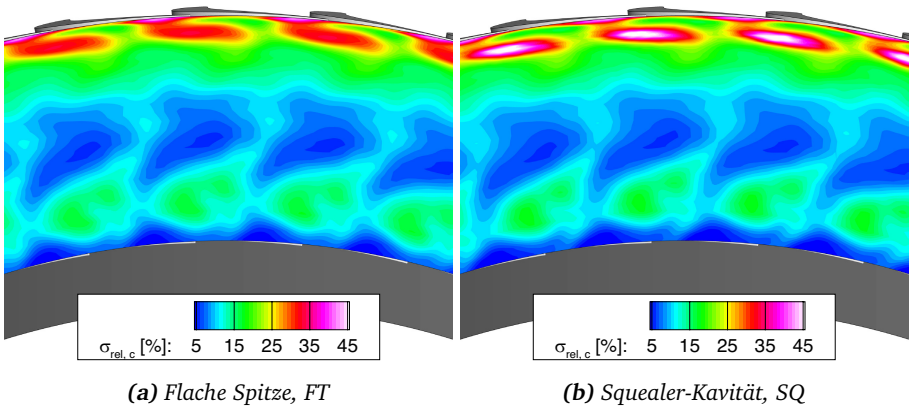 σrel, c [%]: 5 15 25 35 45
σrel, c [%]: 5 15 25 35 45
(a) Flache Spitze, FT
(b) Squealer-Kavität, SQ